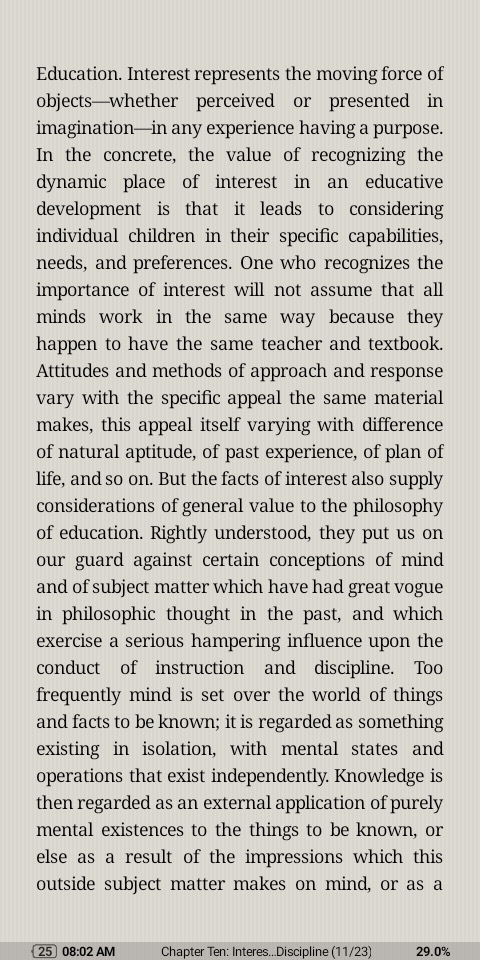 Education. Interest represents the moving force of
objects—whether perceived or presented in
imagination—in any experience having a purpose.
In the concrete, the value of recognizing the
dynamic place of interest in an educative
development is that it leads to considering
individual children in their specific capabilities,
needs, and preferences. One who recognizes the
importance of interest will not assume that all
minds work in the same way because they
happen to have the same teacher and textbook.
Attitudes and methods of approach and response
vary with the specific appeal the same material
makes, this appeal itself varying with difference
of natural aptitude, of past experience, of plan of
life, and so on. But the facts of interest also supply
considerations of general value to the philosophy
of education. Rightly understood, they put us on
our guard against certain conceptions of mind
and of subject matter which have had great vogue
in philosophic thought in the past, and which
exercise a serious hampering influence upon the
conduct of instruction and discipline. Too
frequently mind is set over the world of things
and facts to be known; it is regarded as something
existing in isolation, with mental states and
operations that exist independently. Knowledge is
then regarded as an external application of purely
mental existences to the things to be known, or
else as a result of the impressions which this
outside subject matter makes on mind, or as a
25 08:02 AM Chapter Ten: Interes...Discipline (11/23) 29.0%